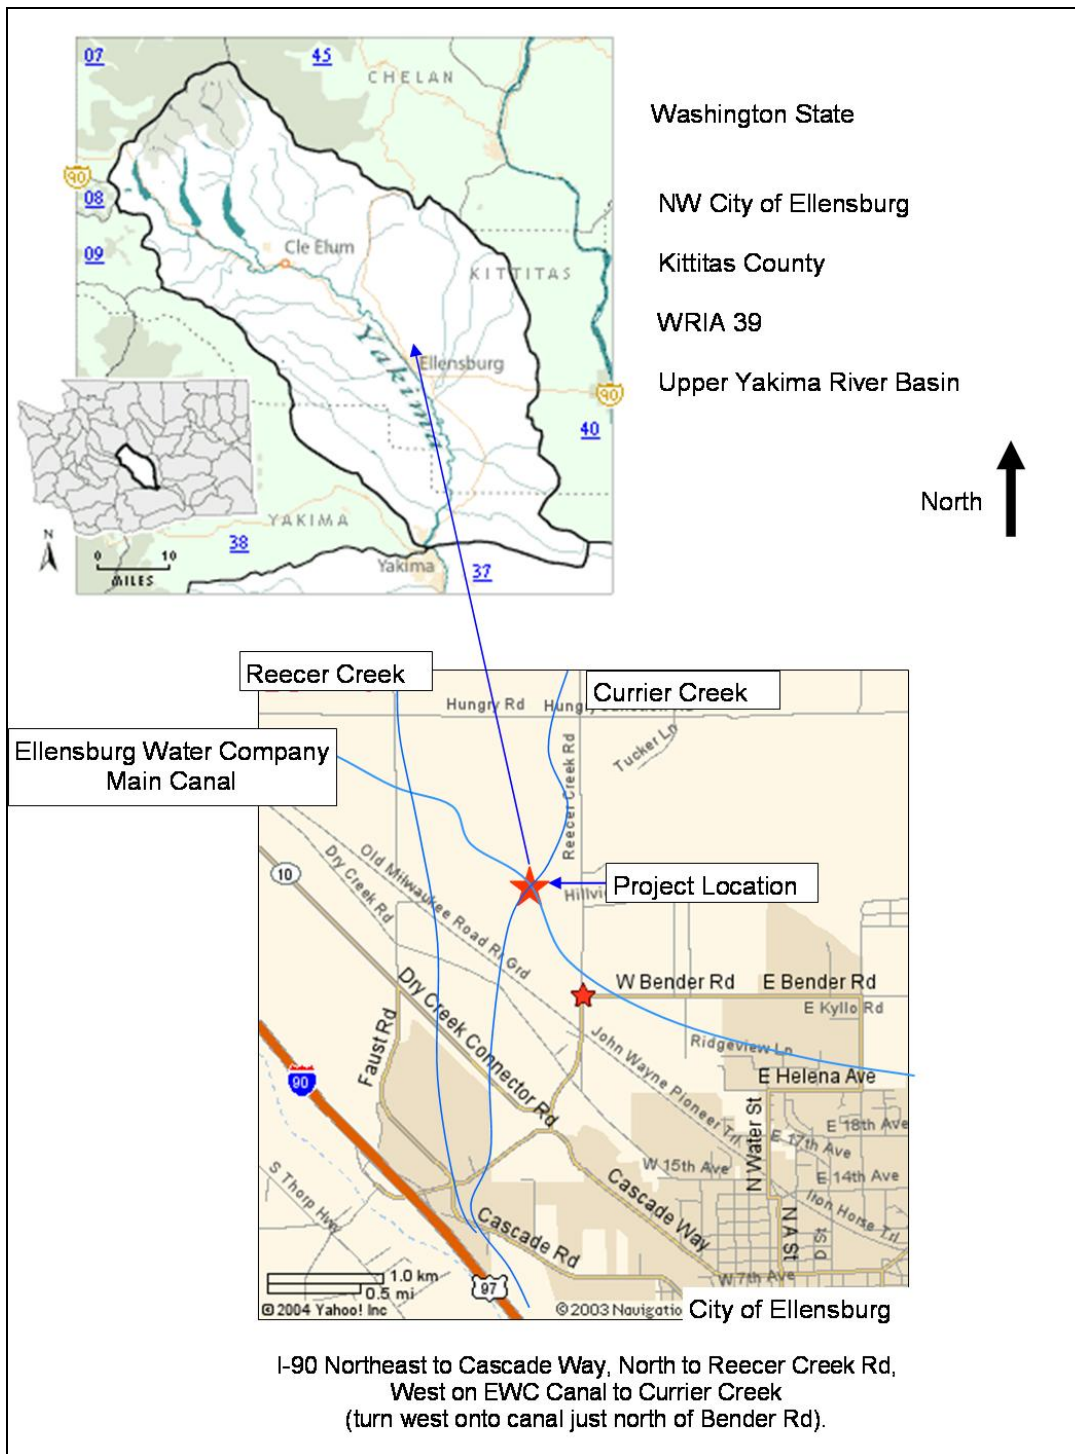 07
45
CHELAN
Washington State
90
08
NW City of Ellensburg
09
Cle Elum
KITTITAS
Kittitas County
WRIA 39
Yakima
Ellensburg
Upper Yakima River Basin
90
40
North
YAKIMA
38
N
0 10
MILES
Yakima
37
Reecer Creek
Currier Creek
Hungry Rd
Tucker Ln
Ellensburg Water Company
Main Canal
Reecer Creek Rd
Dry Creek Rd
Old Milwaukee Road Rl Grd
10
Project Location
W Bender Rd
E Bender Rd
E Kyllo Rd
Dry Creek Connector Rd
Faust Rd
John Wayne Pioneer Trl
Ridgeview Ln
90
E Helena Ave
N Water St
E 18th Ave
E 17th Ave
W 15th Ave
E 14th Ave
S Thorp Hwy
Cascade Way
Iron Horse Trl
N A St
D St
Cascade Rd
W 7th Ave
1.0 km
0.5 mi
97
© 2004 Yahoo! Inc
©2003 Navigatio
City of Ellensburg
I-90 Northeast to Cascade Way, North to Reecer Creek Rd,
West on EWC Canal to Currier Creek
(turn west onto canal just north of Bender Rd).